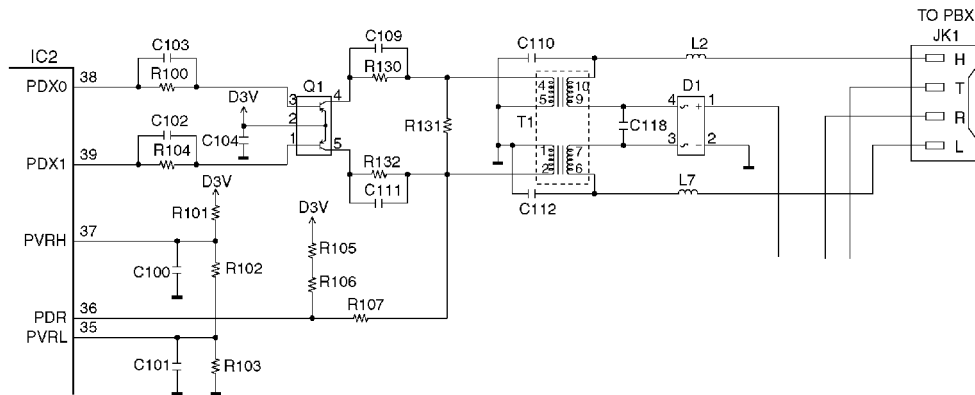 TO PBX
JK1
C109
C110
L2
H
C103
IC2
38
R100
R130
PDX0
Q1
4
10
D1
T
D3V
3
5
9
4
1
C102
2
R131
T1
C118
R
C104
1
5
1
7
3
2
39
R104
R132
2
6
L
PDX1
D3V
C111
C112
L7
R101
D3V
PVRH
37
R105
C100
R102
R106
PDR
36
R107
PVRL
35
C101
R103
4
+
-
~
~